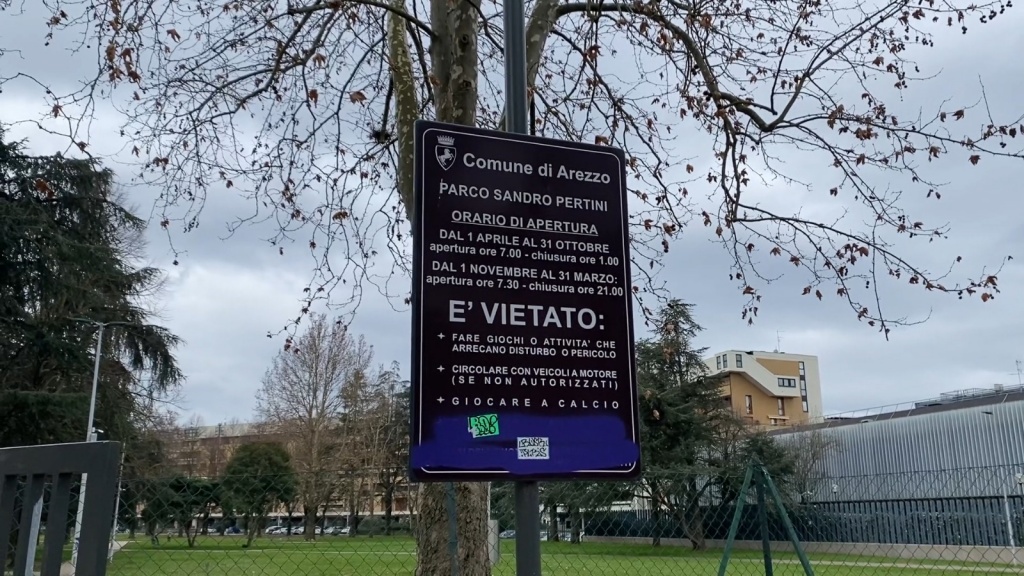 Comune di Arezzo
PARCO SANDRO PERTINI
ORARIO DI APERTURA
DAL 1 APRILE AL 31 OTTOBRE
apertura ore 7.00 - chiusura ore 1.00
DAL 1 NOVEMBRE AL 31 MARZO:
apertura ore 7.30 - chiusura ore 21.00
E' VIETATO:
FARE GIOCHI O ATTIVITA' CHE
ARRECANO DISTURBO O PERICOLO
CIRCOLARE CON VEICOLI A MOTORE
(SE NON AUTORIZZATI)
GIOCARE A CALCIO